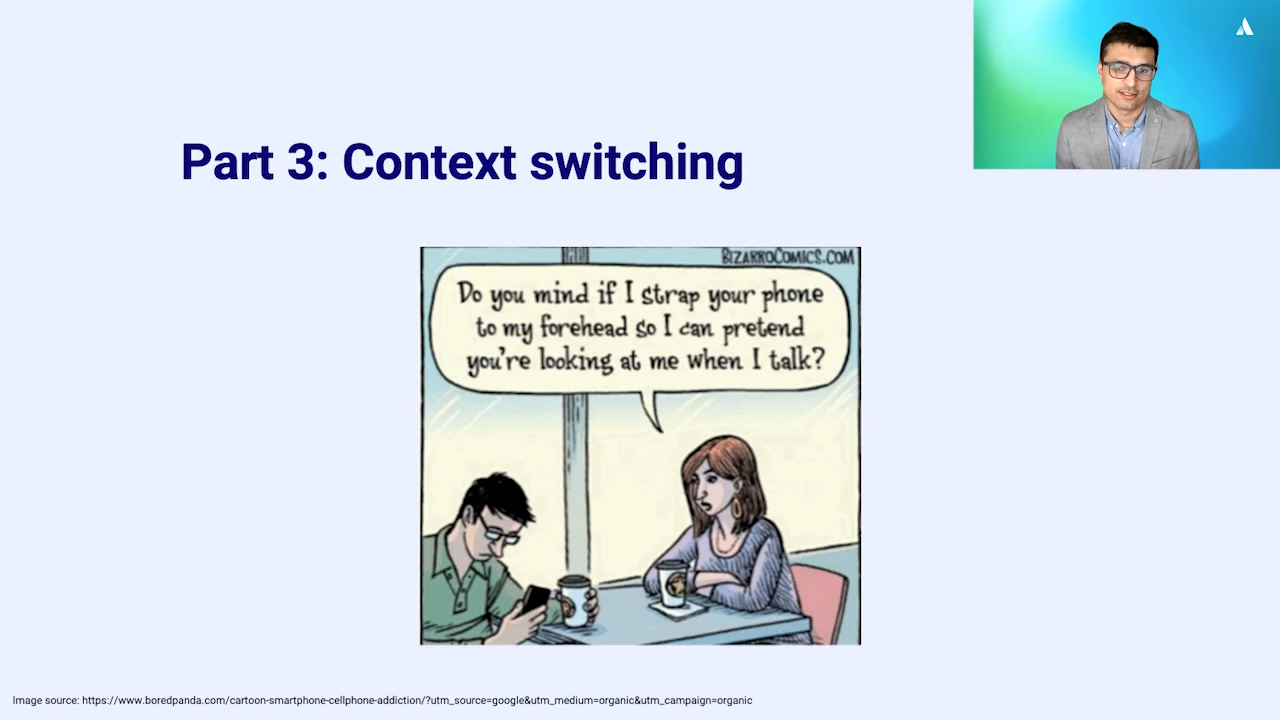 Part 3: Context switching
BIZARROCOMICS.COM
Do you mind if I strap your phone
to my forehead so I can pretend
you're looking at me when I talk?
Image source: https://www.boredpanda.com/cartoon-smartphone-cellphone-addiction/?utm_source=google&utm_medium=organic&utm_campaign=organic